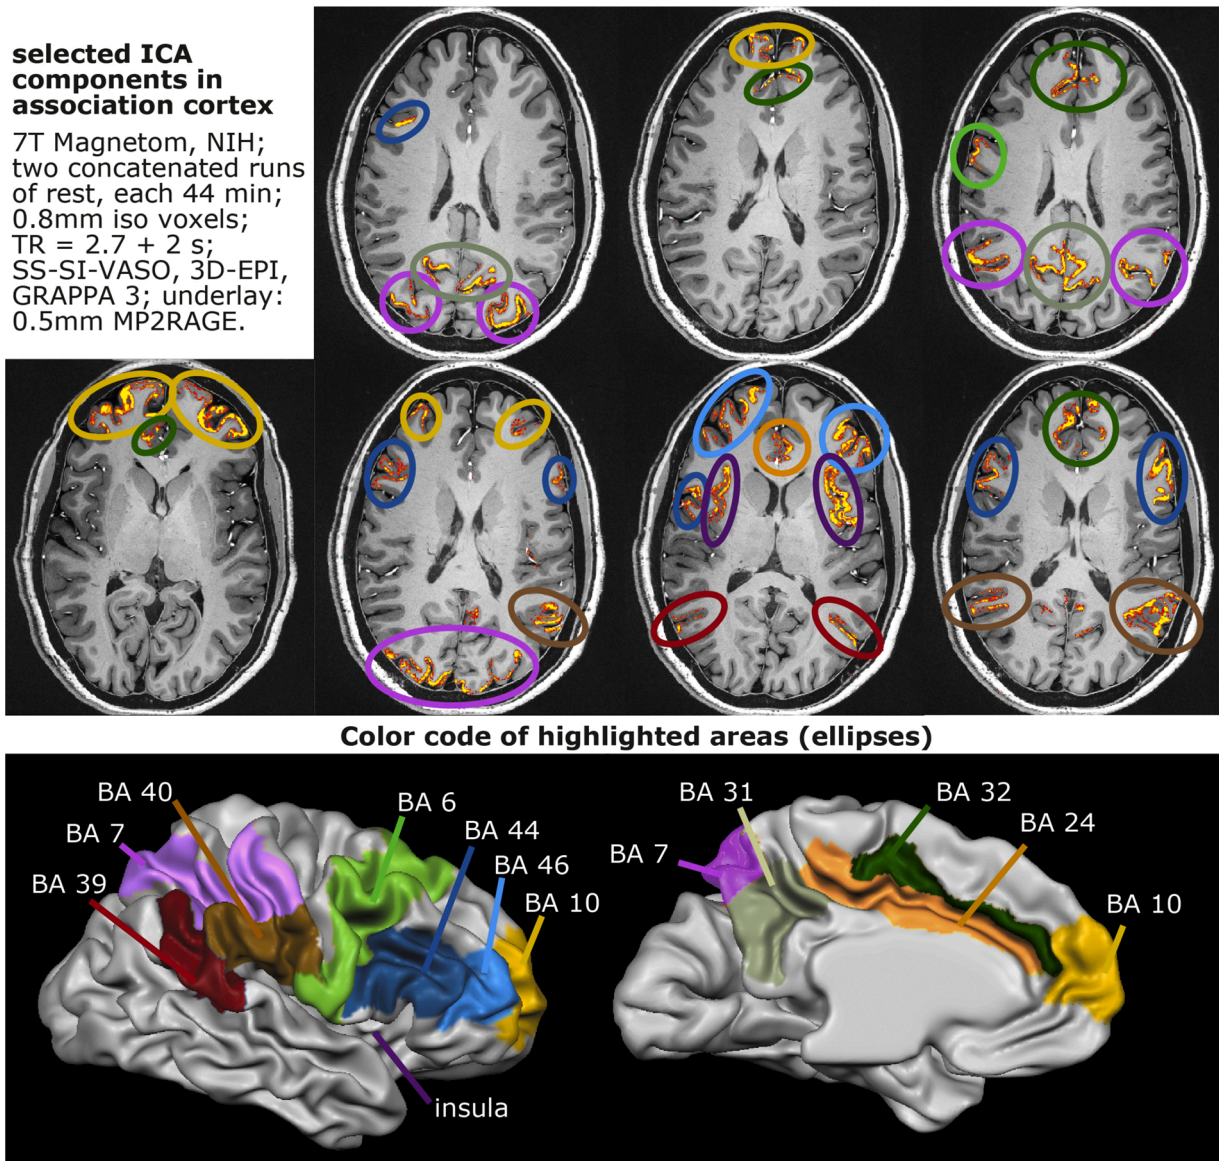 selected ICA
components in
association cortex
7T Magnetom, NIH;
two concatenated runs
of rest, each 44 min;
0.8mm iso voxels;
TR = 2.7 + 2 s;
SS-SI-VASO, 3D-EPI,
GRAPPA 3; underlay:
0.5mm MP2RAGE.
Color code of highlighted areas (ellipses)
BA 40
BA 7
BA 39
BA 6
BA 44
BA 46
BA 10
insula
BA 31
BA 7
BA 32
BA 24
BA 10